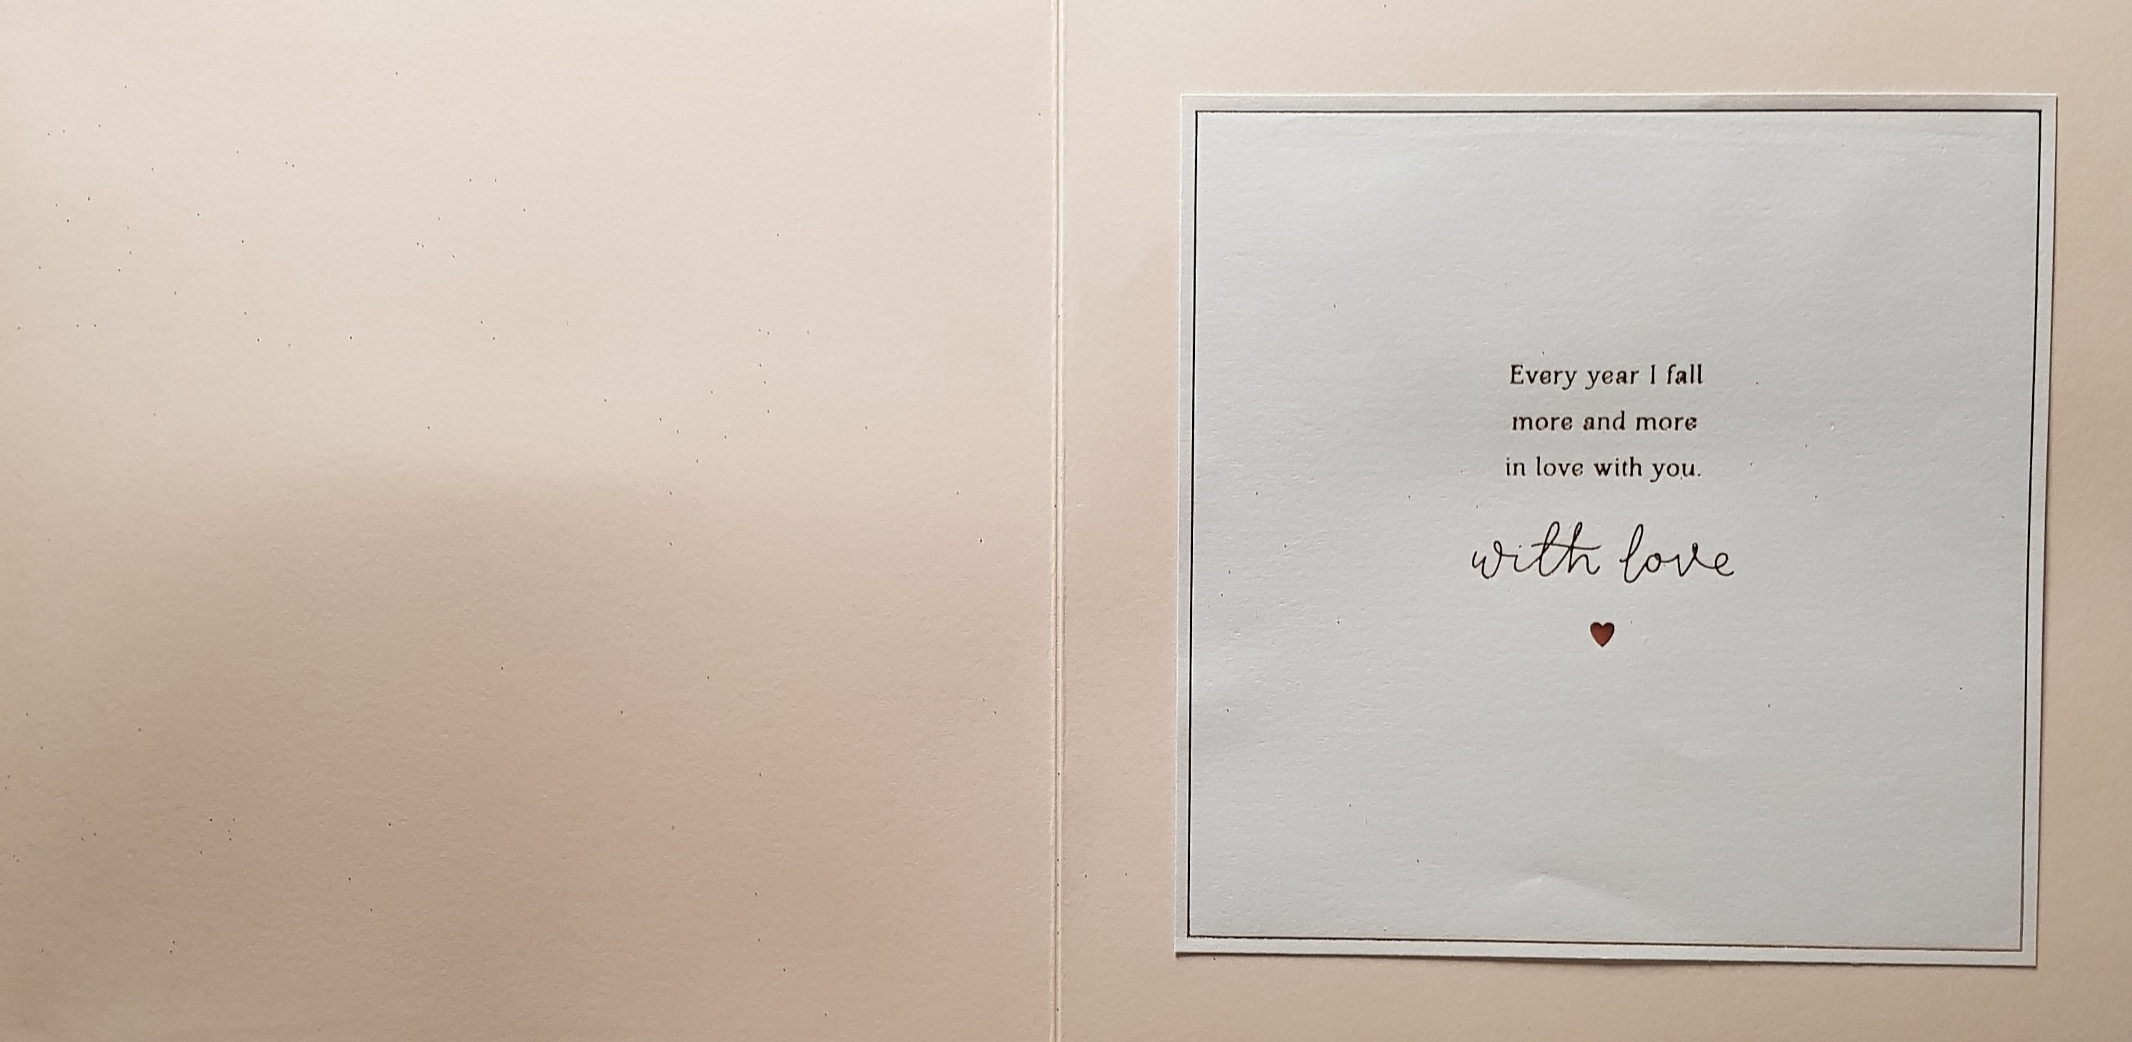 Every year I fall
more and more
in love with you.
with love